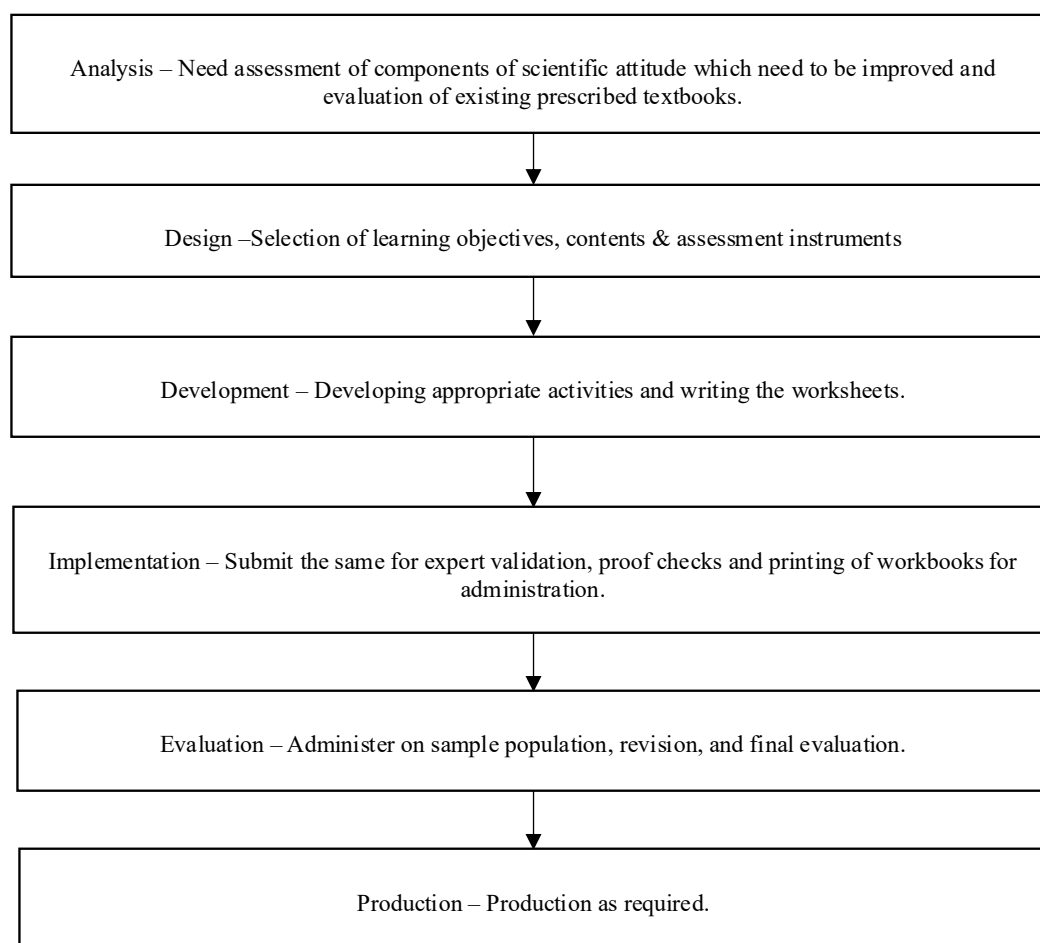 Analysis – Need assessment of components of scientific attitude which need to be improved and
evaluation of existing prescribed textbooks.
Design –Selection of learning objectives, contents & assessment instruments
Development – Developing appropriate activities and writing the worksheets.
Implementation – Submit the same for expert validation, proof checks and printing of workbooks for
administration.
Evaluation – Administer on sample population, revision, and final evaluation.
Production – Production as required.